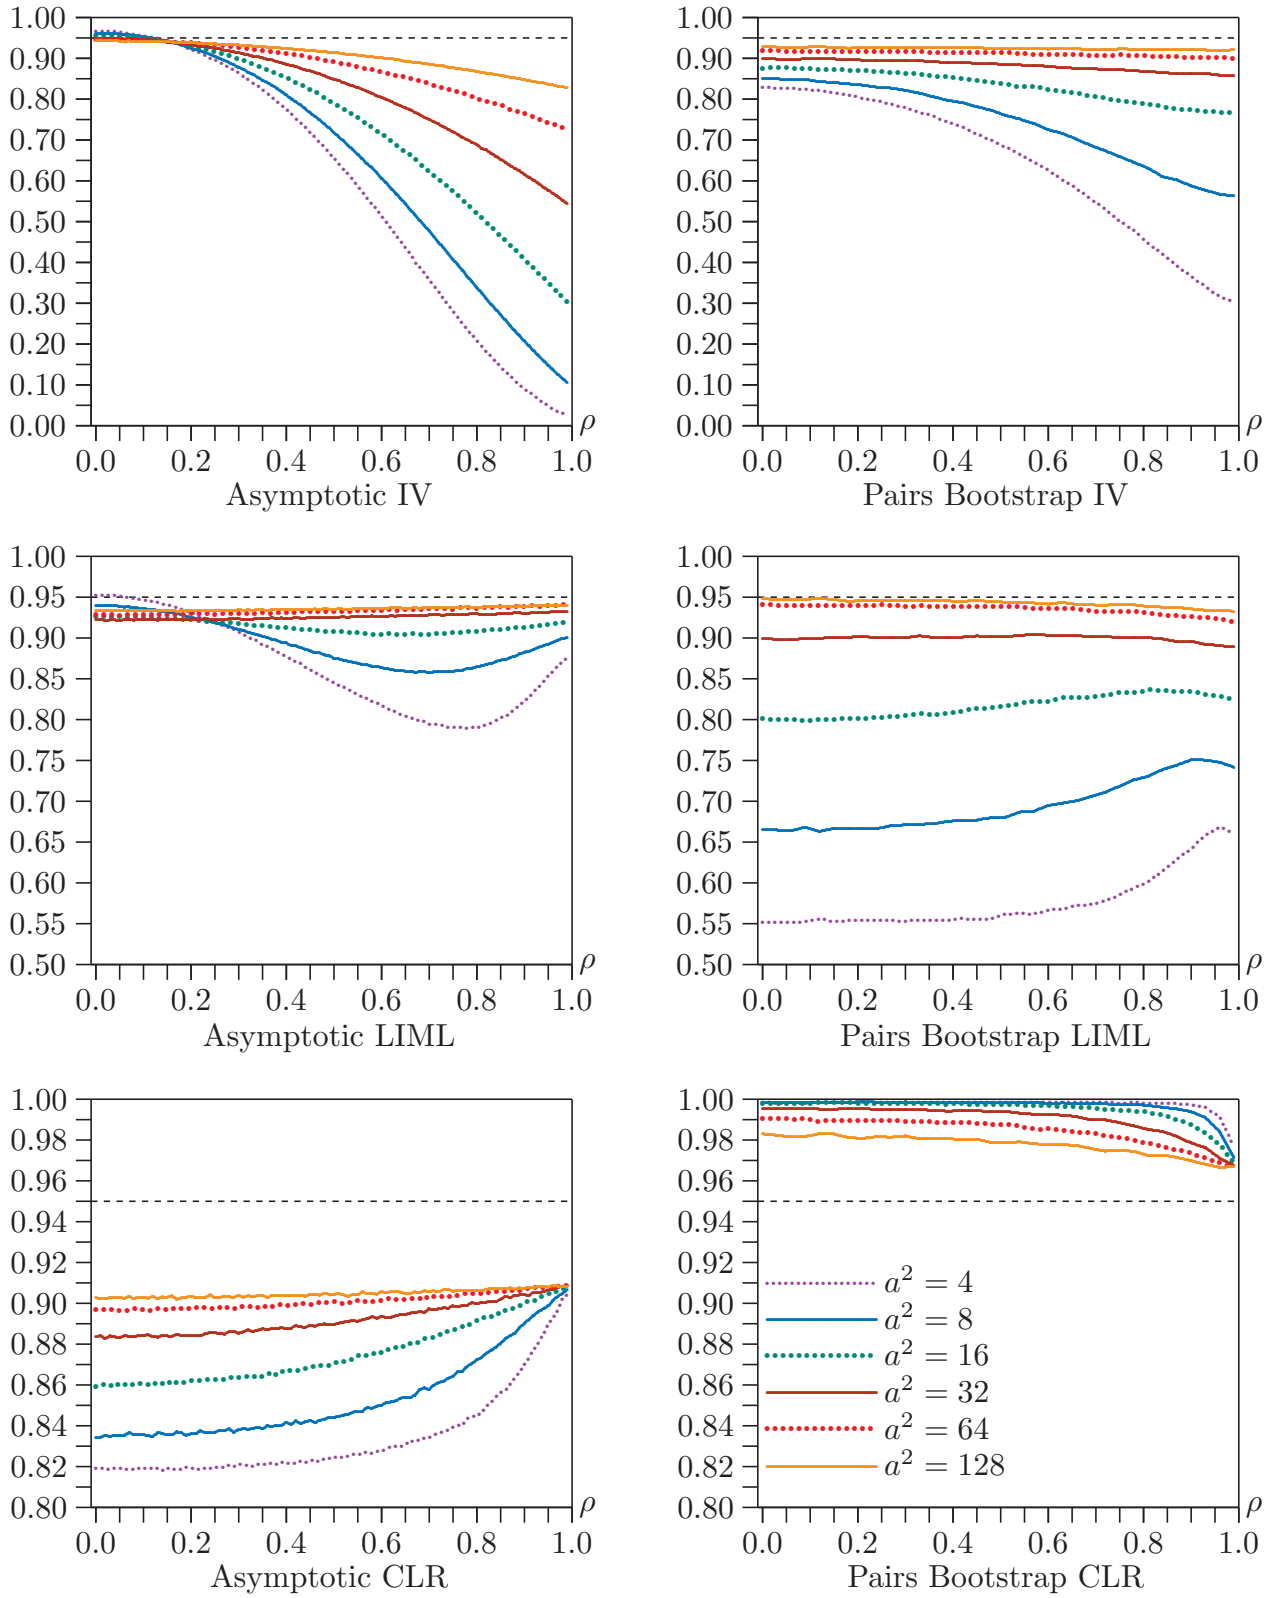 1.00
0.90
0.80
0.70
0.60
0.50
0.40
0.30
0.20
0.10
0.00
0.0 0.2 0.4 0.6 0.8 1.0
ρ
Asymptotic IV
1.00
0.90
0.80
0.70
0.60
0.50
0.40
0.30
0.20
0.10
0.00
0.0 0.2 0.4 0.6 0.8 1.0
ρ
Pairs Bootstrap IV
1.00
0.95
0.90
0.85
0.80
0.75
0.70
0.65
0.60
0.55
0.50
0.0 0.2 0.4 0.6 0.8 1.0
ρ
Asymptotic LIML
1.00
0.95
0.90
0.85
0.80
0.75
0.70
0.65
0.60
0.55
0.50
0.0 0.2 0.4 0.6 0.8 1.0
ρ
Pairs Bootstrap LIML
1.00
0.98
0.96
0.94
0.92
0.90
0.88
0.86
0.84
0.82
0.80
0.0 0.2 0.4 0.6 0.8 1.0
ρ
Asymptotic CLR
1.00
0.98
0.96
0.94
0.92
0.90
0.88
0.86
0.84
0.82
0.80
a² = 4
a² = 8
a² = 16
a² = 32
a² = 64
a² = 128
0.0 0.2 0.4 0.6 0.8 1.0
ρ
Pairs Bootstrap CLR